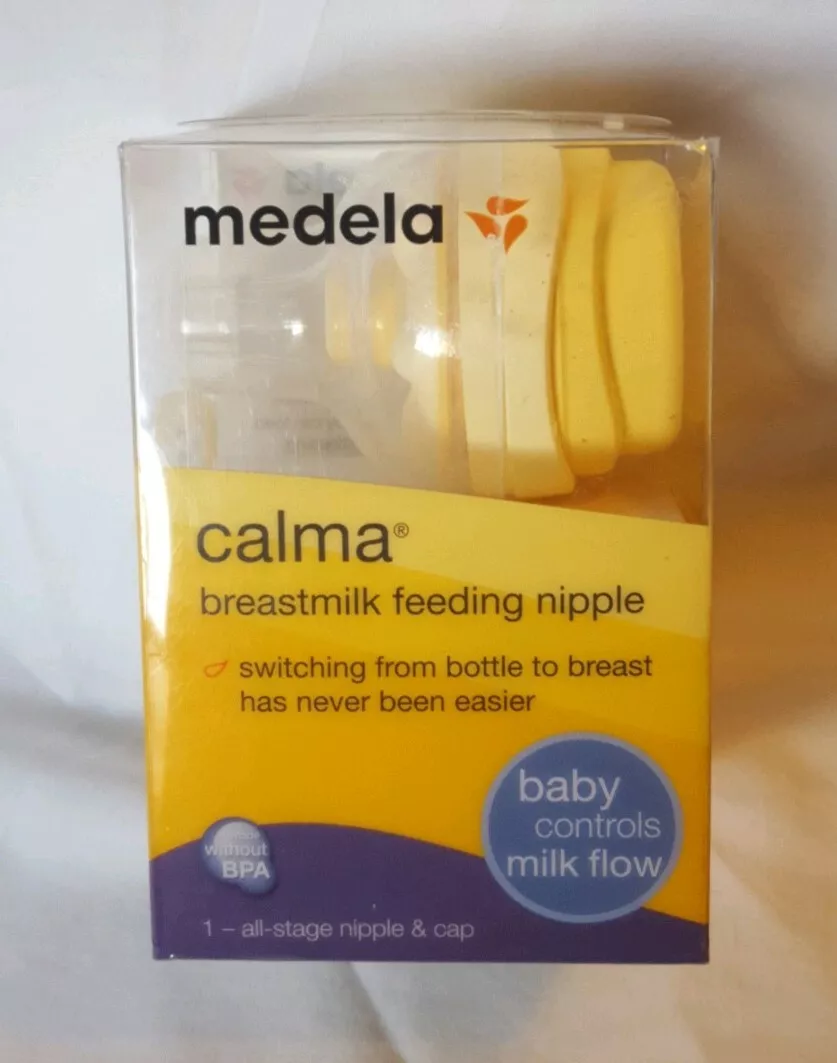 medela
calma®
breastmilk feeding nipple
switching from bottle to breast
has never been easier
baby
controls
milk flow
made
without
BPA
1 – all-stage nipple & cap